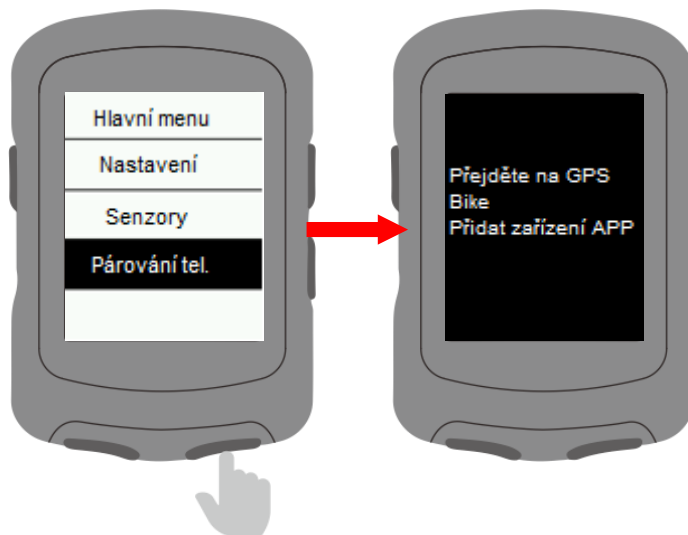 Hlavní menu
Nastavení
Senzory
Párování tel.
Přejděte na GPS
Bike
Přidat zařízení APP